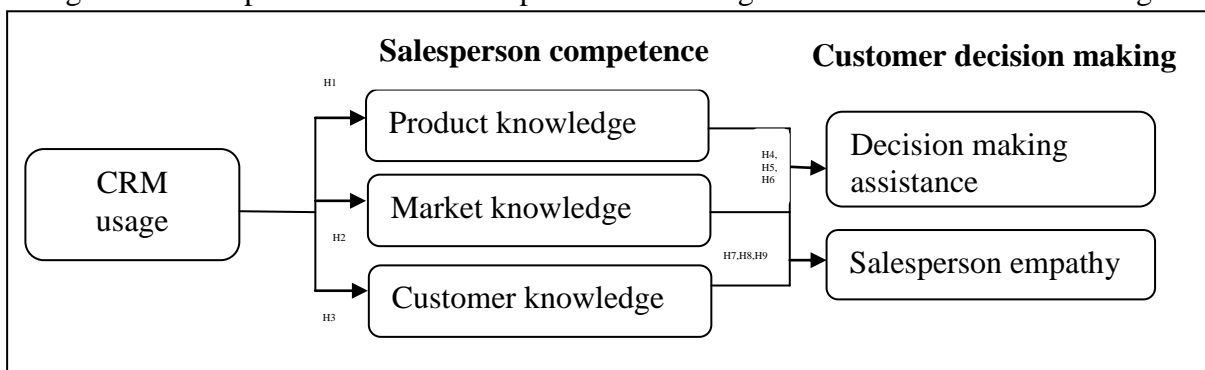 Salesperson competence
Customer decision making
H1
Product knowledge
H4,
H5,
H6
Decision making
assistance
CRM
usage
Market knowledge
H2
H7,H8,H9
Salesperson empathy
Customer knowledge
H3